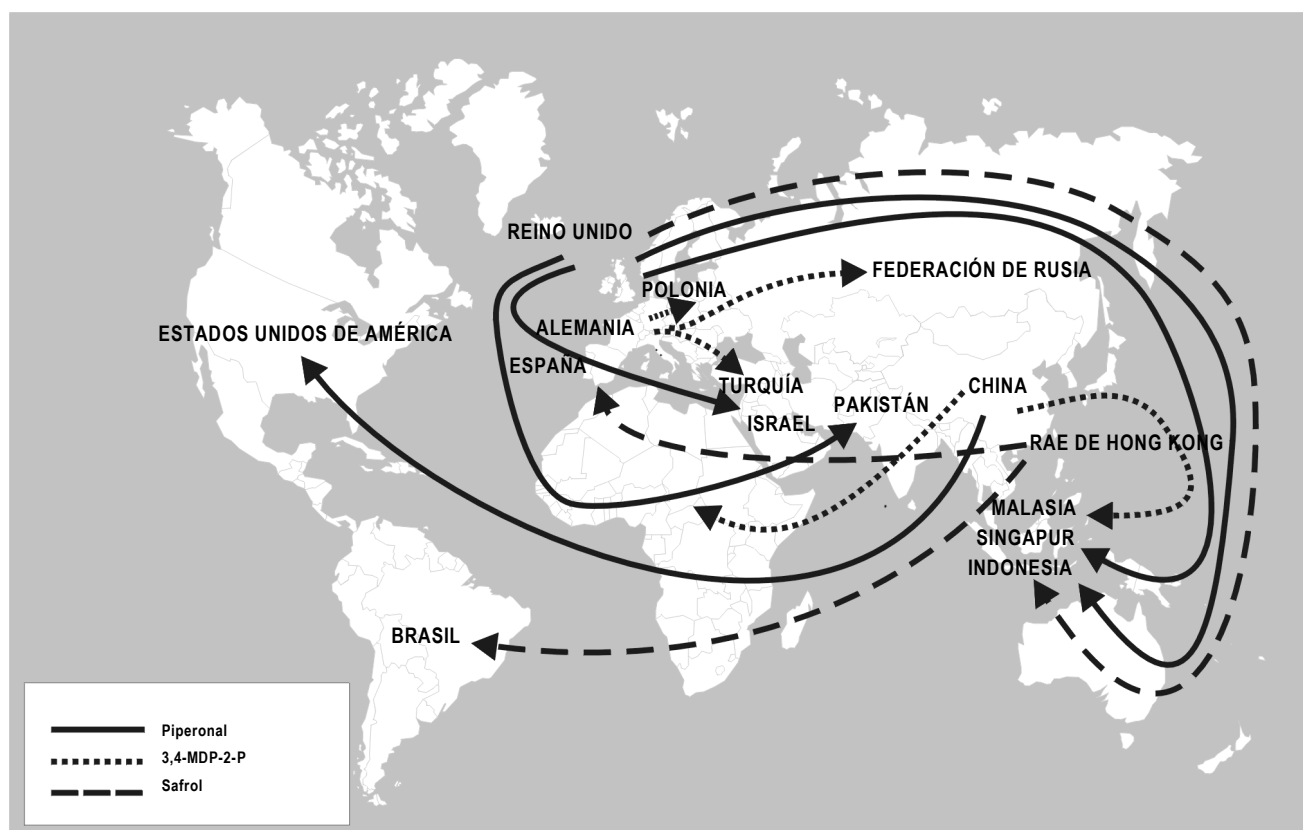 REINO UNIDO
FEDERACIÓN DE RUSIA
POLONIA
ALEMANIA
ESTADOS UNIDOS DE AMÉRICA
ESPAÑA
TURQUÍA
CHINA
PAKISTÁN
ISRAEL
RAE DE HONG KONG
MALASIA
SINGAPUR
INDONESIA
BRASIL
Piperonal
3,4-MDP-2-P
Safrol